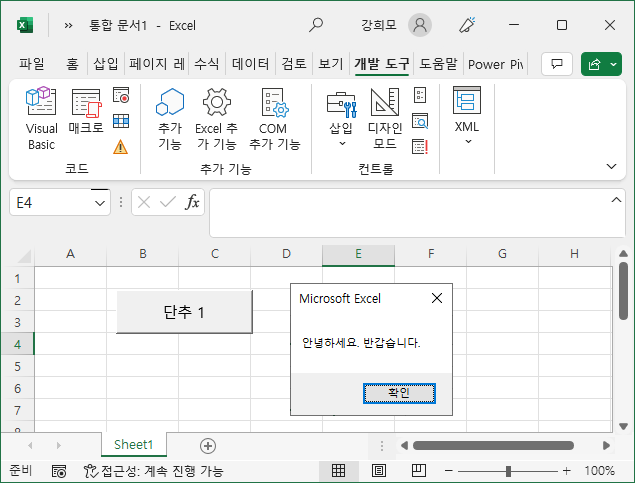 통합 문서1 - Excel
강희모
파일 홈 삽입 페이지 레 수식 데이터 검토 보기 개발 도구 도움말 Power Piv
Visual Basic
매크로
코드
추가 기능
Excel 추가 기능
COM 추가 기능
추가 기능
삽입
디자인 모드
컨트롤
XML
E4
fx
A B C D E F G H
1
2
3
4
5
6
7
8
단추 1
Microsoft Excel
안녕하세요. 반갑습니다.
확인
Sheet1
준비
접근성: 계속 진행 가능
100%